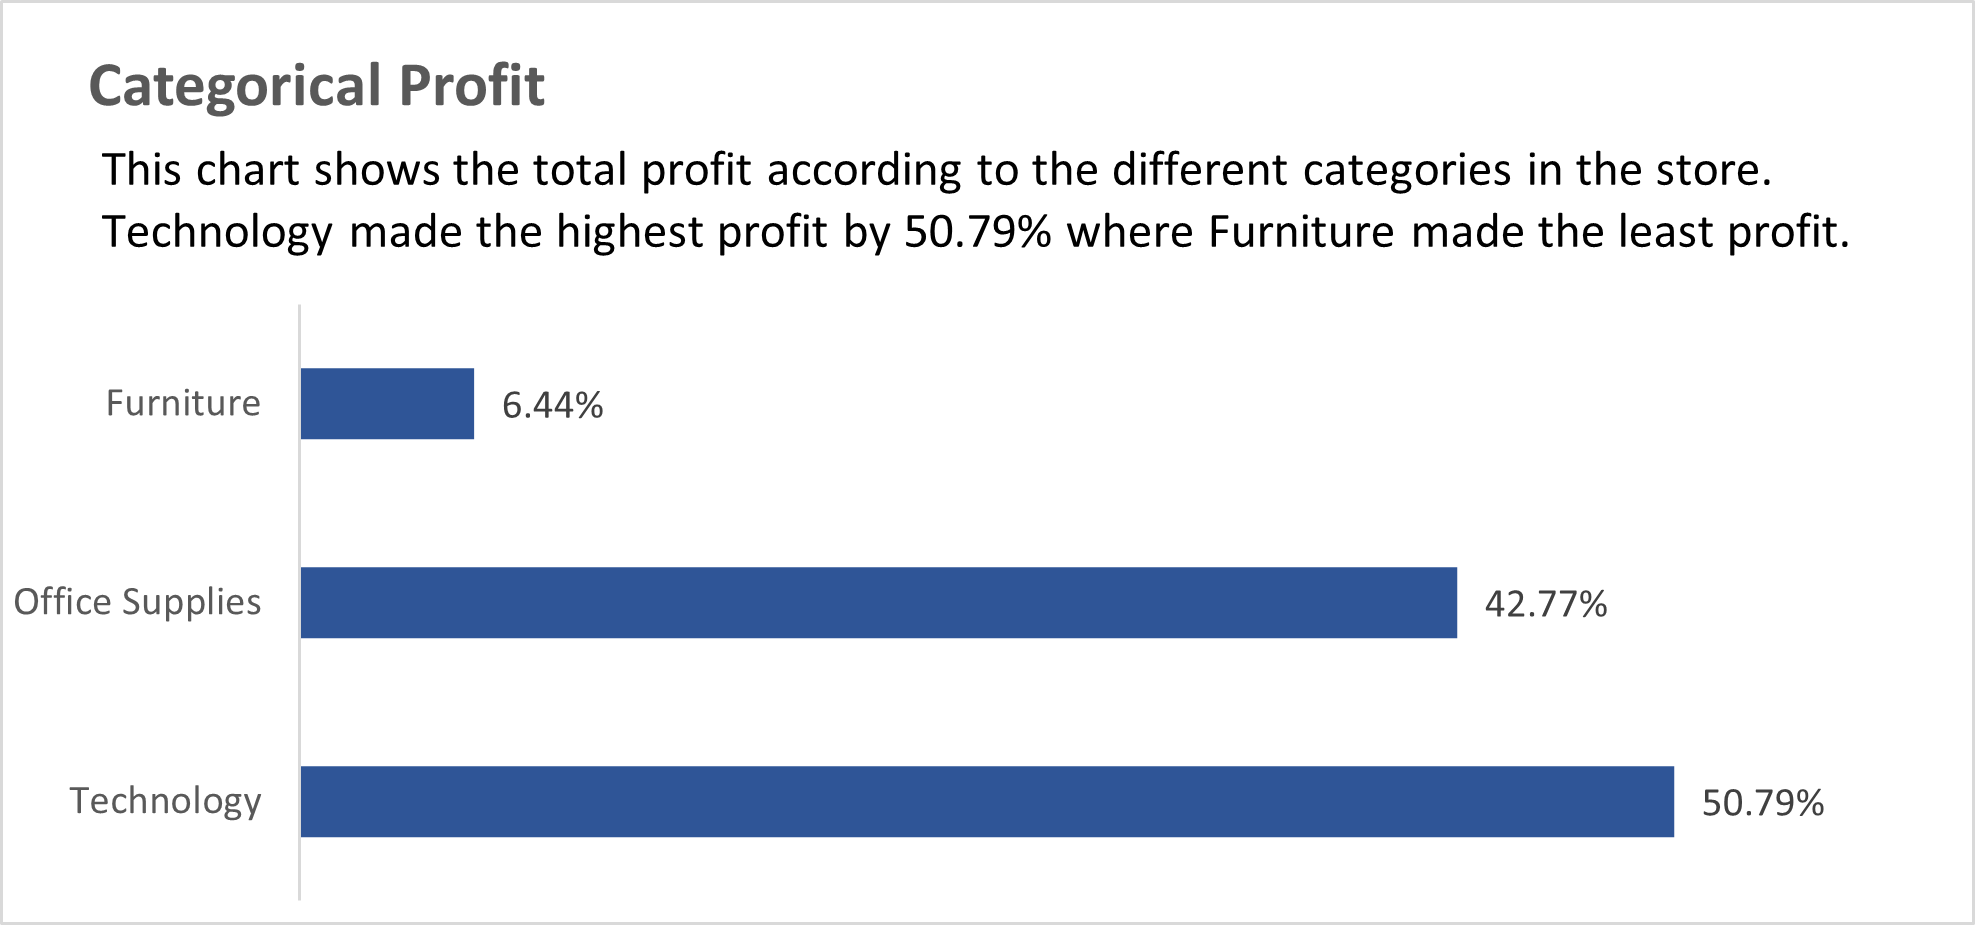 Categorical Profit
This chart shows the total profit according to the different categories in the store.
Technology made the highest profit by 50.79% where Furniture made the least profit.
Furniture 6.44%
Office Supplies 42.77%
Technology 50.79%